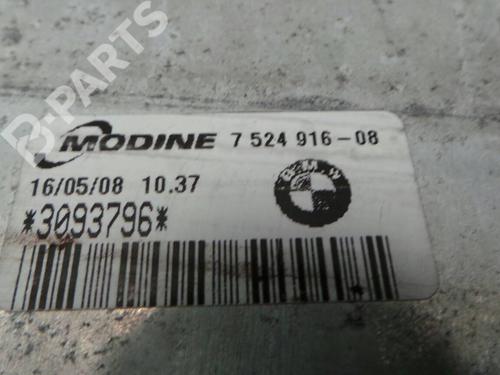 B-PARTS
MODINE 7 524 916-08
BMW
16/05/08 10.37
*3093796*